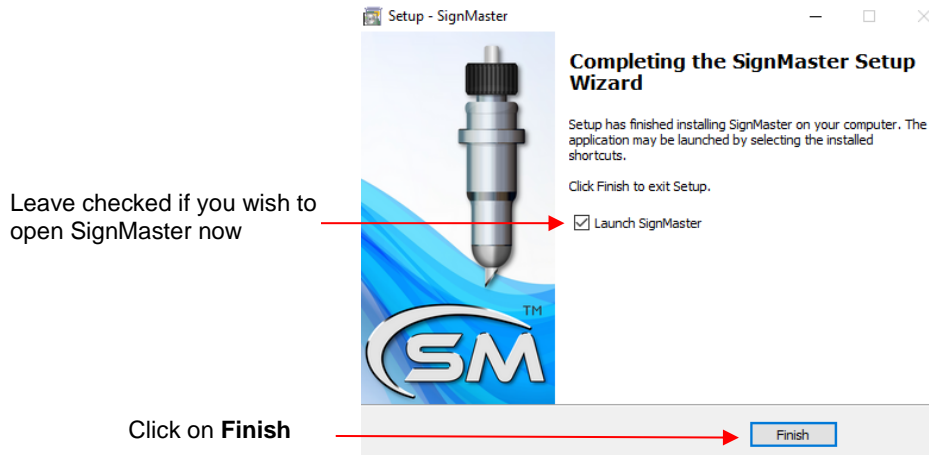 Setup - SignMaster
Completing the SignMaster Setup
Wizard
Setup has finished installing SignMaster on your computer. The
application may be launched by selecting the installed
shortcuts.
Click Finish to exit Setup.
Leave checked if you wish to
open SignMaster now
Launch SignMaster
TM
SM
Click on Finish
Finish